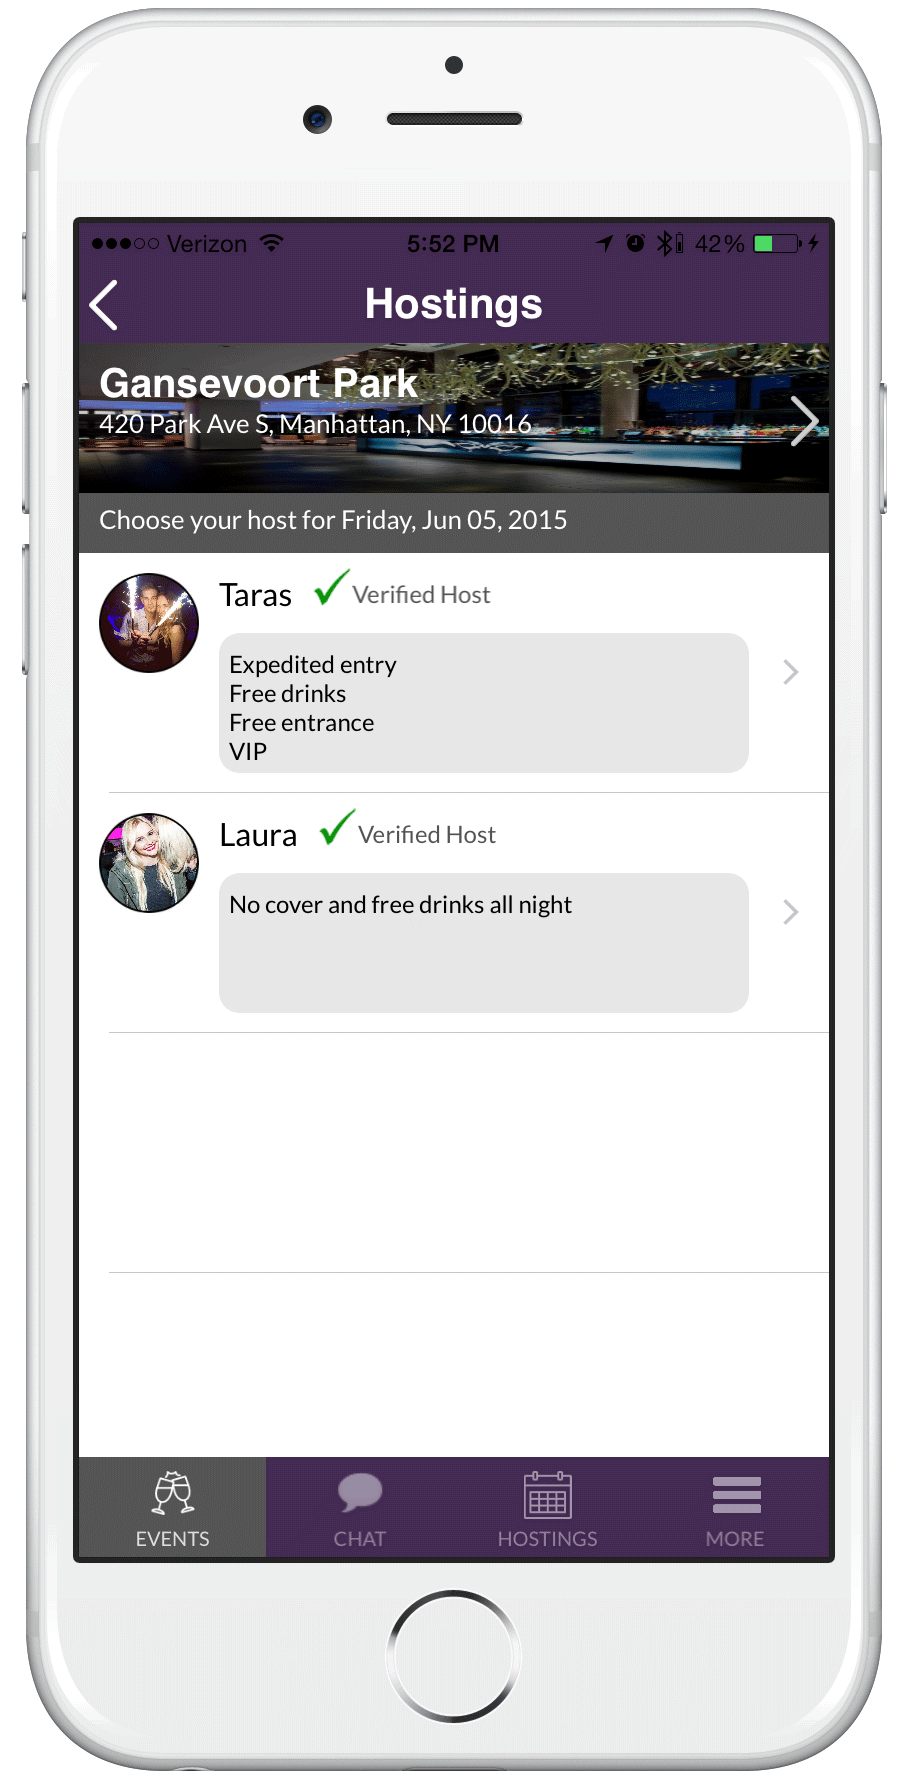 Verizon 5:52 PM 42%
Hostings
Gansevoort Park
420 Park Ave S, Manhattan, NY 10016
Choose your host for Friday, Jun 05, 2015
Taras Verified Host
Expedited entry
Free drinks
Free entrance
VIP
Laura Verified Host
No cover and free drinks all night
EVENTS CHAT HOSTINGS MORE